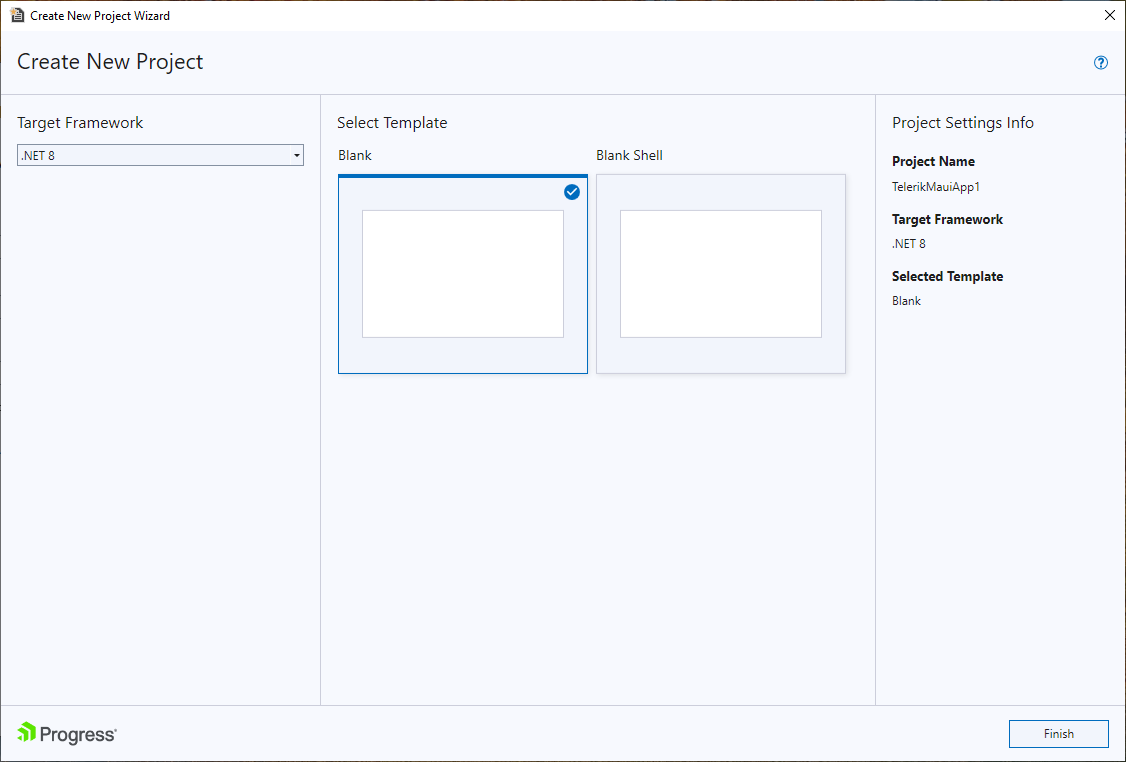 Create New Project Wizard
Create New Project
Target Framework
.NET 8
Select Template
Blank
Blank Shell
Project Settings Info
Project Name
TelerikMauiApp1
Target Framework
.NET 8
Selected Template
Blank
Progress
Finish